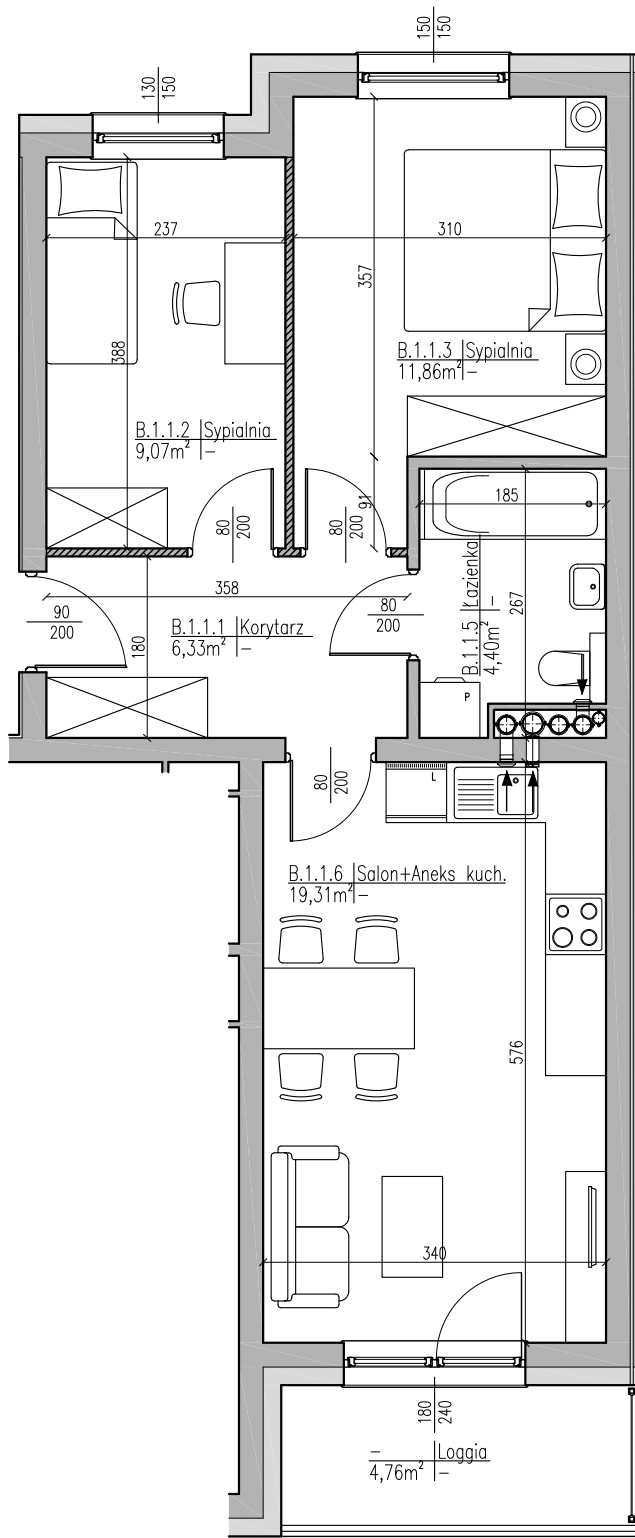 150
150
130
150
237
310
357
388
B.1.1.3 Sypialnia
11,86m² –
B.1.1.2 Sypialnia
9,07m² –
80
200
80
200
91
185
B.1.1.5 Łazienka
4,40m² –
267
358
90
200
80
200
B.1.1.1 Korytarz
6,33m² –
180
P
80
200
L
B.1.1.6 Salon+Aneks kuch.
19,31m² –
576
340
180
240
– Loggia
4,76m² –